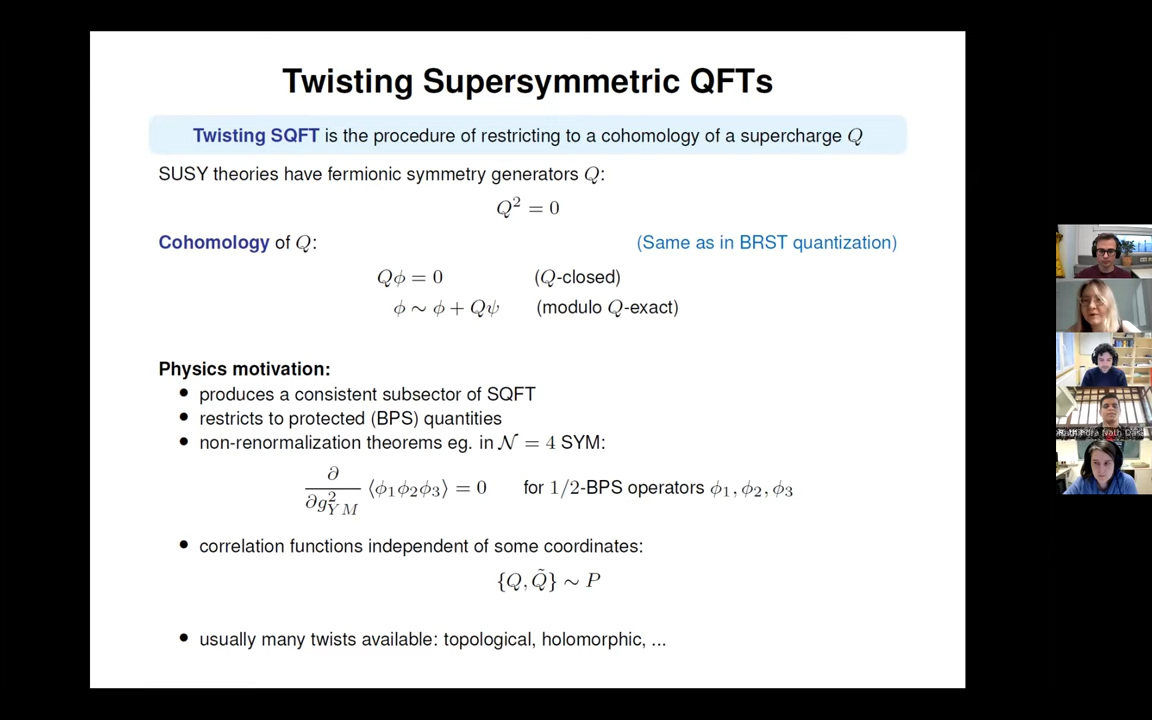 Twisting Supersymmetric QFTs
Twisting SQFT is the procedure of restricting to a cohomology of a supercharge Q
SUSY theories have fermionic symmetry generators Q:
Q² = 0
Cohomology of Q: (Same as in BRST quantization)
Qϕ = 0 (Q-closed)
ϕ ∼ ϕ + Qψ (modulo Q-exact)
Physics motivation:
• produces a consistent subsector of SQFT
• restricts to protected (BPS) quantities
• non-renormalization theorems eg. in 𝒩 = 4 SYM:
∂/∂g²_{YM} ⟨ϕ₁ϕ₂ϕ₃⟩ = 0 for 1/2-BPS operators ϕ₁, ϕ₂, ϕ₃
• correlation functions independent of some coordinates:
{Q, Q̃} ∼ P
• usually many twists available: topological, holomorphic, ...